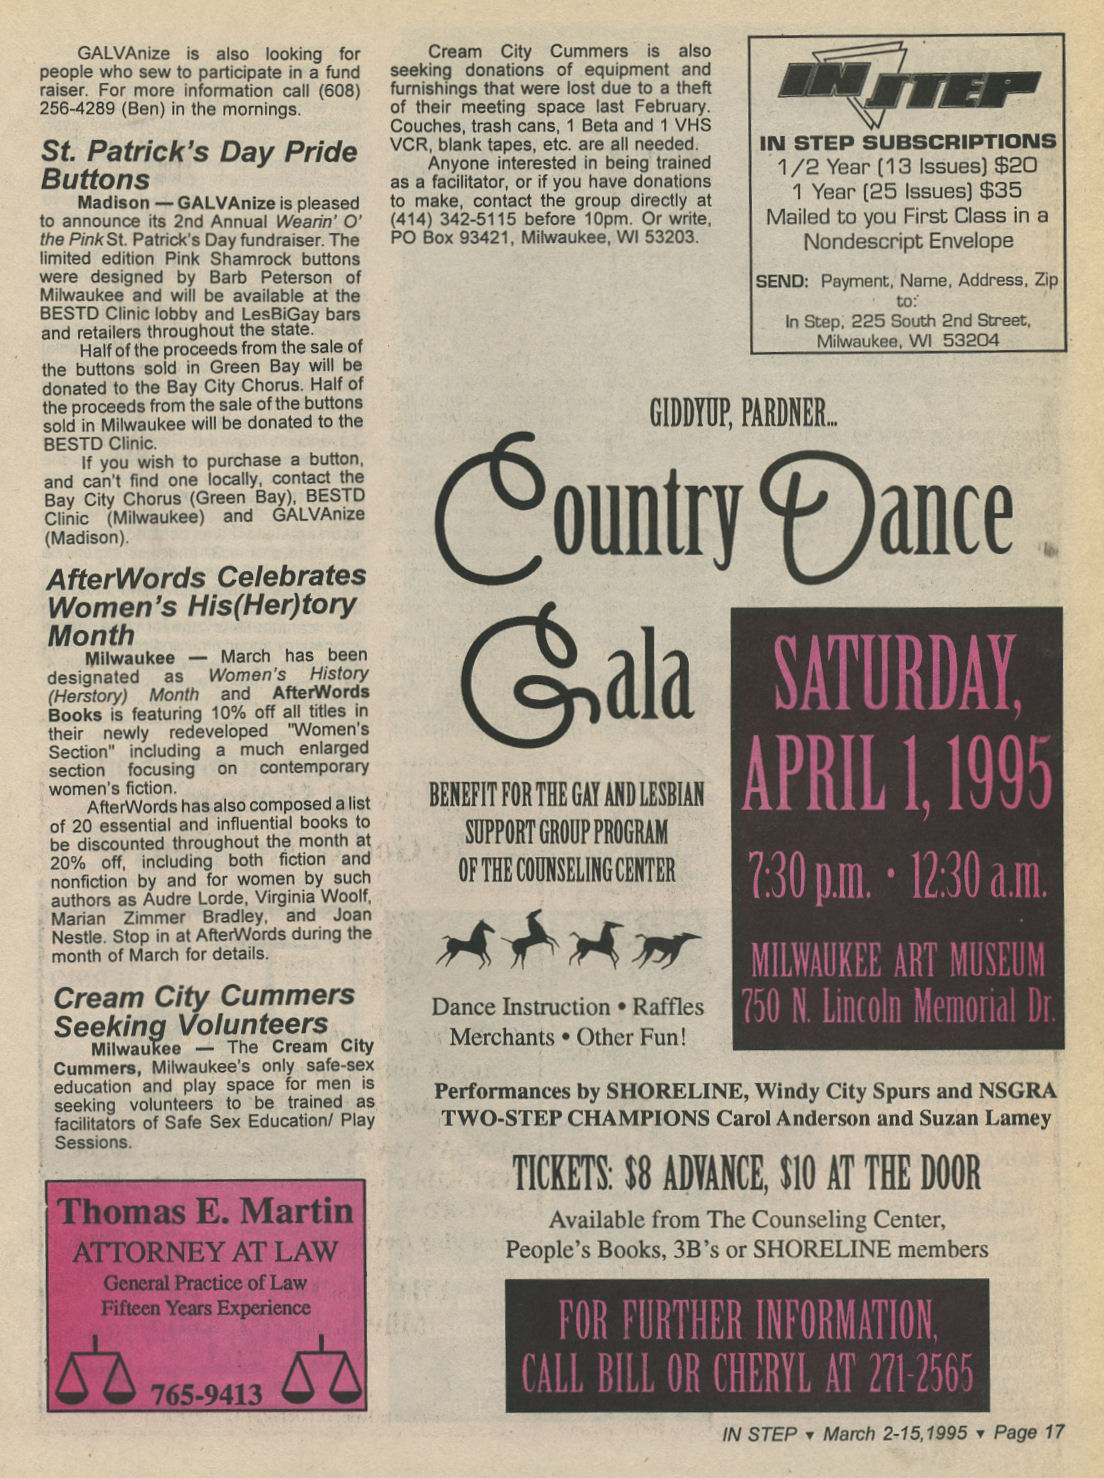 GALVAnize is also looking for
people who sew to participate in a fund
raiser. For more information call (608)
256-4289 (Ben) in the mornings.
St. Patrick's Day Pride
Buttons
Madison — GALVAnize is pleased
to announce its 2nd Annual Wearin' O'
the Pink St. Patrick's Day fundraiser. The
limited edition Pink Shamrock buttons
were designed by Barb Peterson of
Milwaukee and will be available at the
BESTD Clinic lobby and LesBiGay bars
and retailers throughout the state.
Half of the proceeds from the sale of
the buttons sold in Green Bay will be
donated to the Bay City Chorus. Half of
the proceeds from the sale of the buttons
sold in Milwaukee will be donated to the
BESTD Clinic.
If you wish to purchase a button,
and can't find one locally, contact the
Bay City Chorus (Green Bay), BESTD
Clinic (Milwaukee) and GALVAnize
(Madison).
AfterWords Celebrates
Women's His(Her)tory
Month
Milwaukee — March has been
designated as Women's History
(Herstory) Month and AfterWords
Books is featuring 10% off all titles in
their newly redeveloped "Women's
Section" including a much enlarged
section focusing on contemporary
women's fiction.
AfterWords has also composed a list
of 20 essential and influential books to
be discounted throughout the month at
20% off, including both fiction and
nonfiction by and for women by such
authors as Audre Lorde, Virginia Woolf,
Marian Zimmer Bradley, and Joan
Nestle. Stop in at AfterWords during the
month of March for details.
Cream City Cummers
Seeking Volunteers
Milwaukee — The Cream City
Cummers, Milwaukee's only safe-sex
education and play space for men is
seeking volunteers to be trained as
facilitators of Safe Sex Education/ Play
Sessions.
Thomas E. Martin
ATTORNEY AT LAW
General Practice of Law
Fifteen Years Experience
765-9413
Cream City Cummers is also
seeking donations of equipment and
furnishings that were lost due to a theft
of their meeting space last February.
Couches, trash cans, 1 Beta and 1 VHS
VCR, blank tapes, etc. are all needed.
Anyone interested in being trained
as a facilitator, or if you have donations
to make, contact the group directly at
(414) 342-5115 before 10pm. Or write,
PO Box 93421, Milwaukee, WI 53203.
IN STEP
IN STEP SUBSCRIPTIONS
1/2 Year (13 Issues) $20
1 Year (25 Issues) $35
Mailed to you First Class in a
Nondescript Envelope
SEND: Payment, Name, Address, Zip
to:
In Step, 225 South 2nd Street,
Milwaukee, WI 53204
GIDDYUP, PARDNER...
Country Dance
Gala
BENEFIT FOR THE GAY AND LESBIAN
SUPPORT GROUP PROGRAM
OF THE COUNSELING CENTER
Dance Instruction • Raffles
Merchants • Other Fun!
SATURDAY,
APRIL 1, 1995
7:30 p.m. • 12:30 a.m.
MILWAUKEE ART MUSEUM
750 N. Lincoln Memorial Dr.
Performances by SHORELINE, Windy City Spurs and NSGRA
TWO-STEP CHAMPIONS Carol Anderson and Suzan Lamey
TICKETS: $8 ADVANCE, $10 AT THE DOOR
Available from The Counseling Center,
People's Books, 3B's or SHORELINE members
FOR FURTHER INFORMATION,
CALL BILL OR CHERYL AT 271-2565
IN STEP ▼ March 2-15, 1995 ▼ Page 17